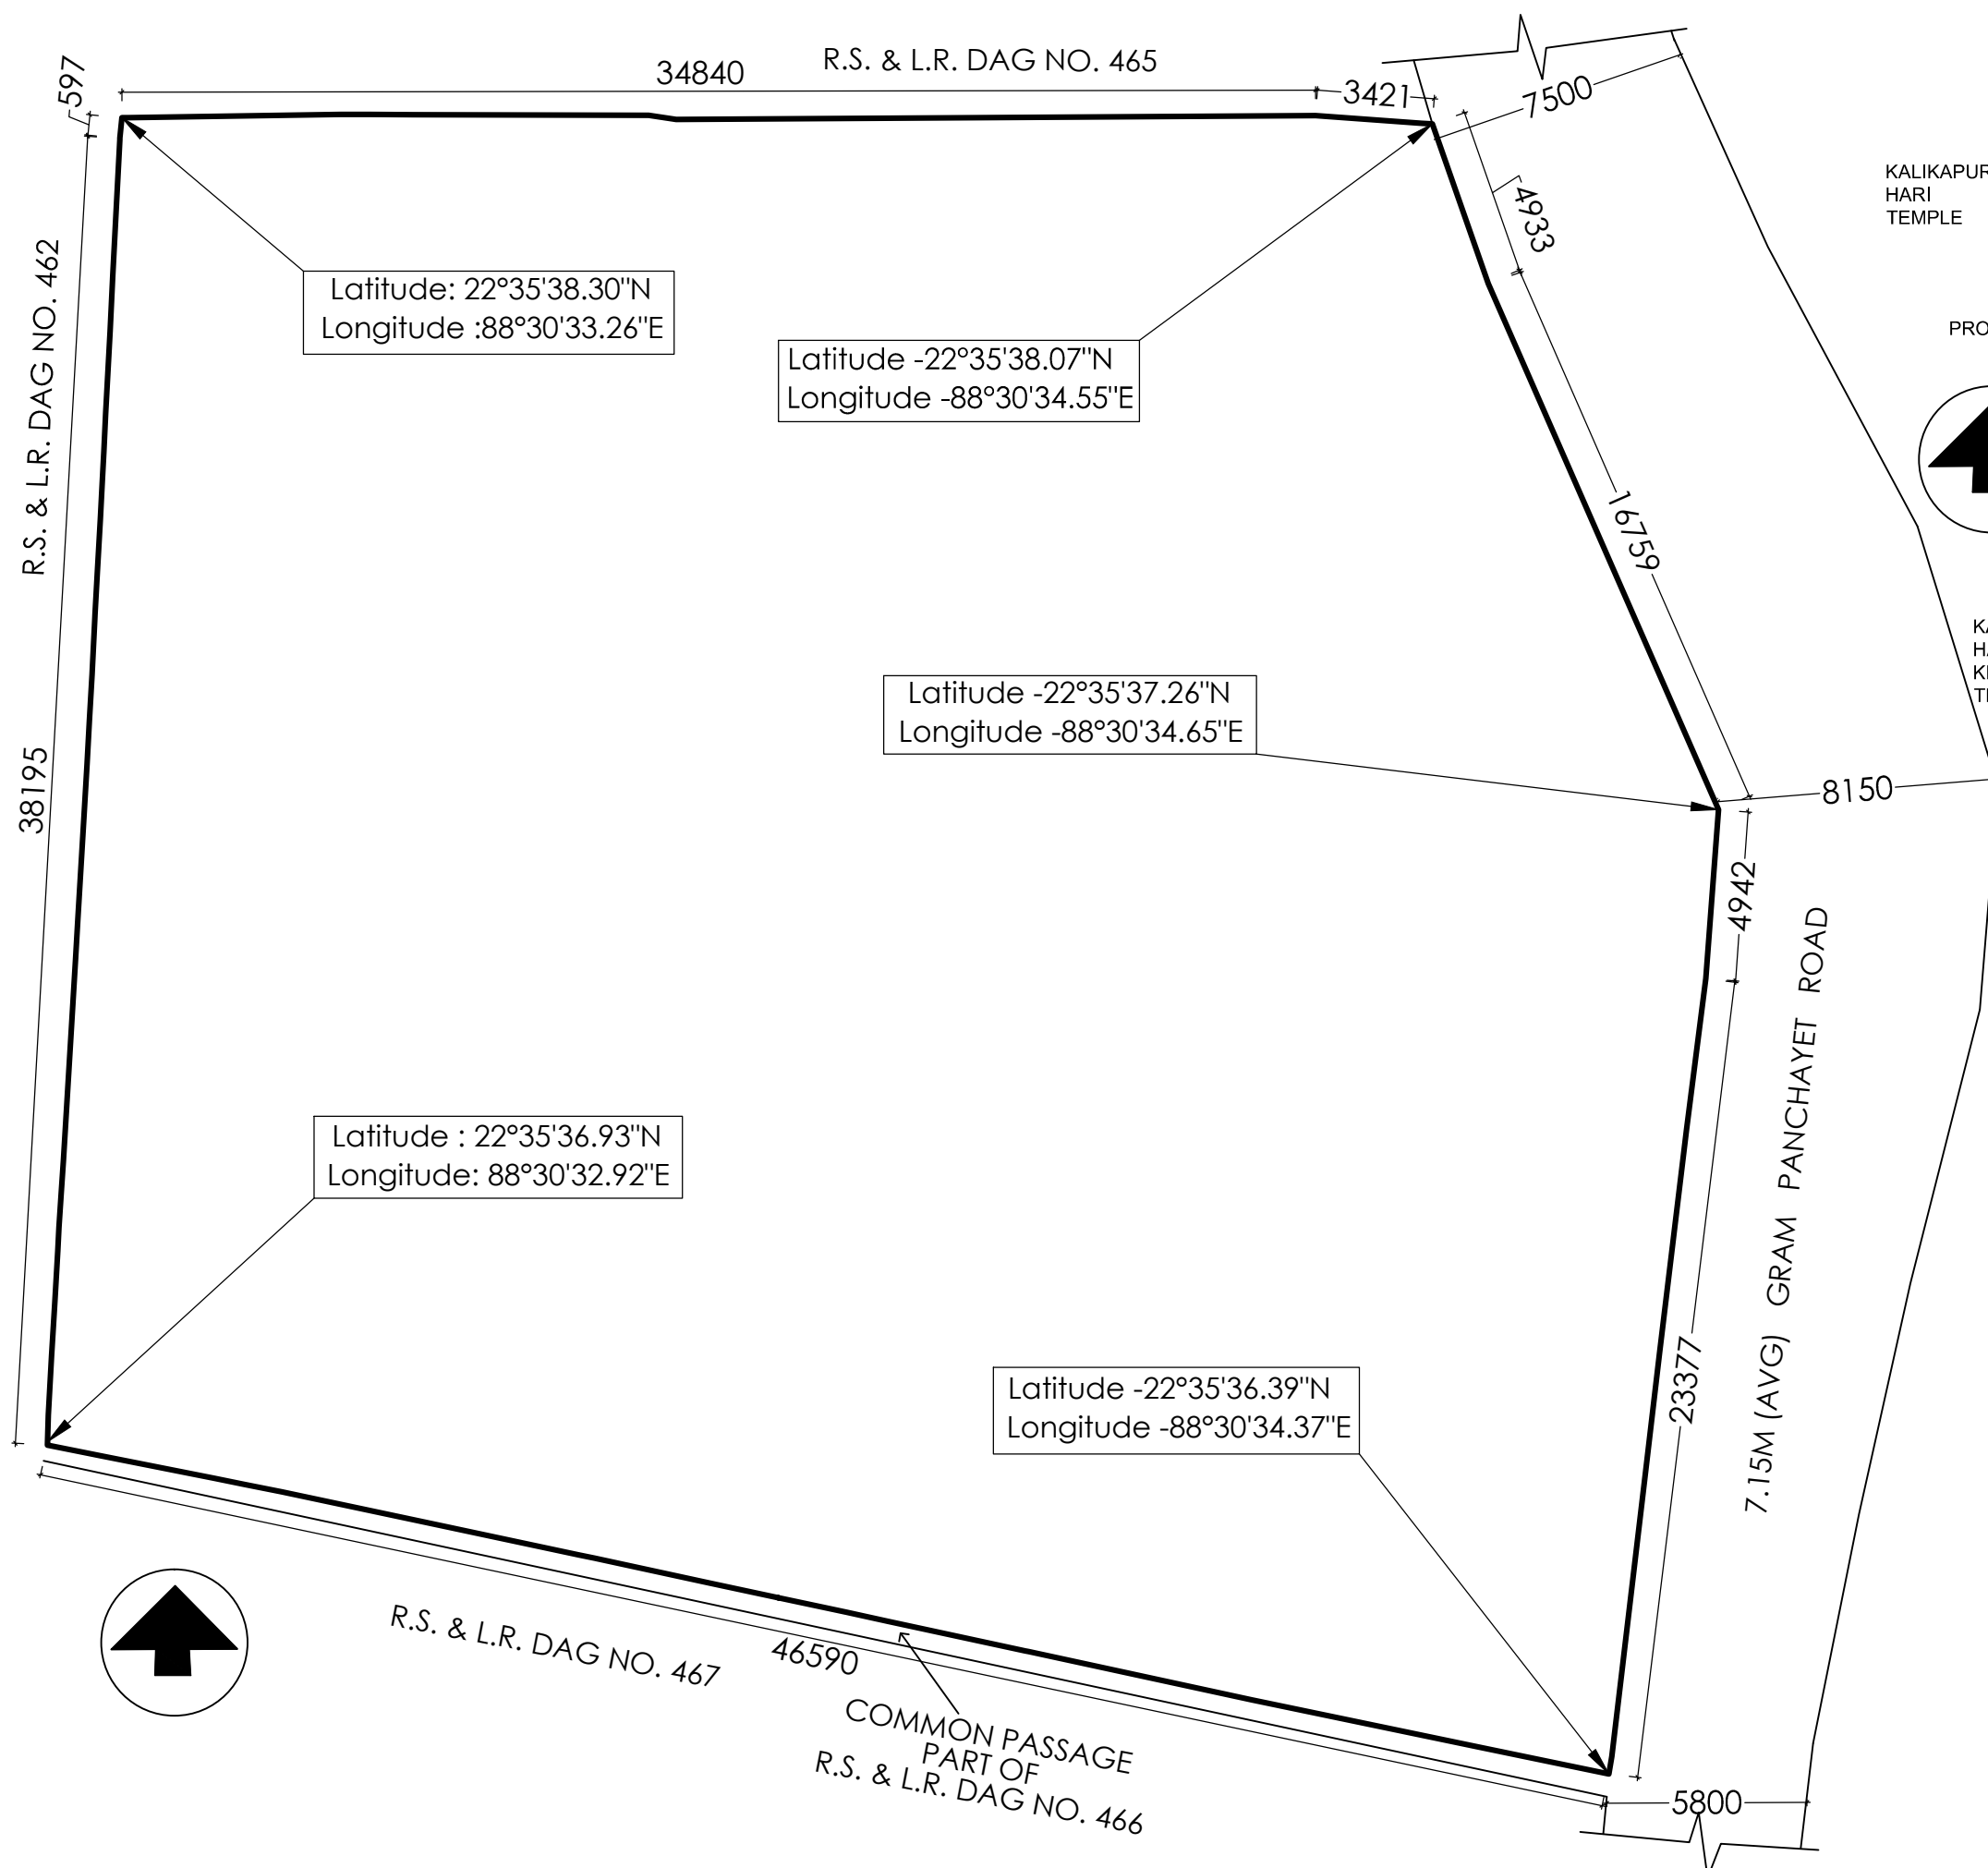 R.S. & L.R. DAG NO. 465
34840
3421
7500
597
4933
KALIKAPUR
HARI
TEMPLE
R.S. & L.R. DAG NO. 462
Latitude: 22°35'38.30"N
Longitude :88°30'33.26"E
Latitude -22°35'38.07"N
Longitude -88°30'34.55"E
PRO
16759
Latitude -22°35'37.26"N
Longitude -88°30'34.65"E
38195
8150
4942
7.15M (AVG) GRAM PANCHAYET ROAD
Latitude : 22°35'36.93"N
Longitude: 88°30'32.92"E
23377
Latitude -22°35'36.39"N
Longitude -88°30'34.37"E
R.S. & L.R. DAG NO. 467
46590
COMMON PASSAGE
PART OF
R.S. & L.R. DAG NO. 466
5800